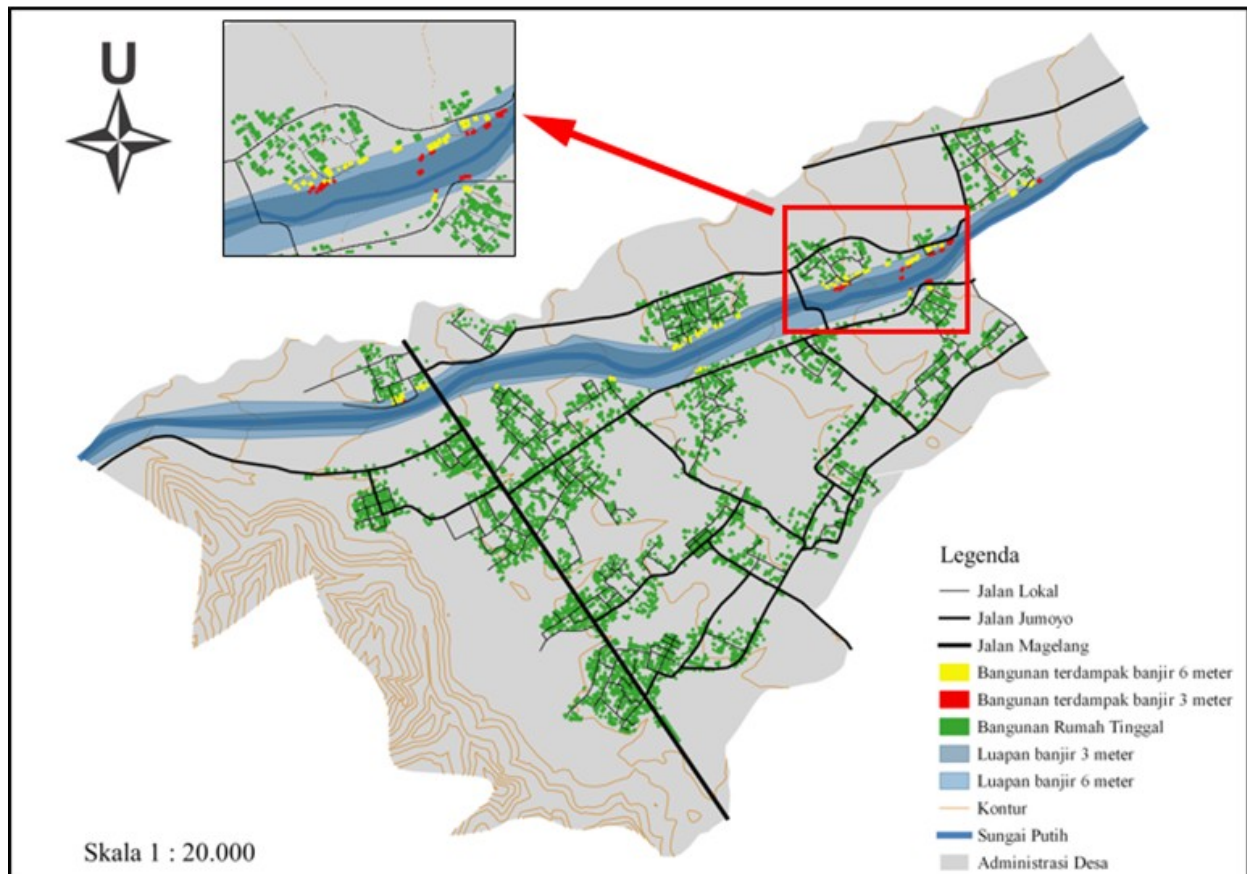 U
Legenda
Jalan Lokal
Jalan Jumoyo
Jalan Magelang
Bangunan terdampak banjir 6 meter
Bangunan terdampak banjir 3 meter
Bangunan Rumah Tinggal
Luapan banjir 3 meter
Luapan banjir 6 meter
Kontur
Sungai Putih
Administrasi Desa
Skala 1 : 20.000